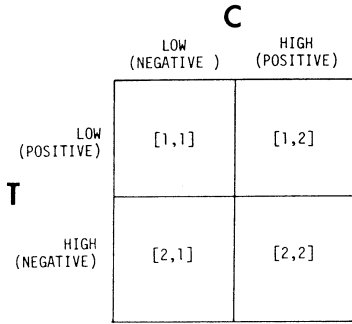 C
LOW HIGH
(NEGATIVE ) (POSITIVE)
LOW
(POSITIVE)
[1,1] [1,2]
T
HIGH
(NEGATIVE)
[2,1] [2,2]